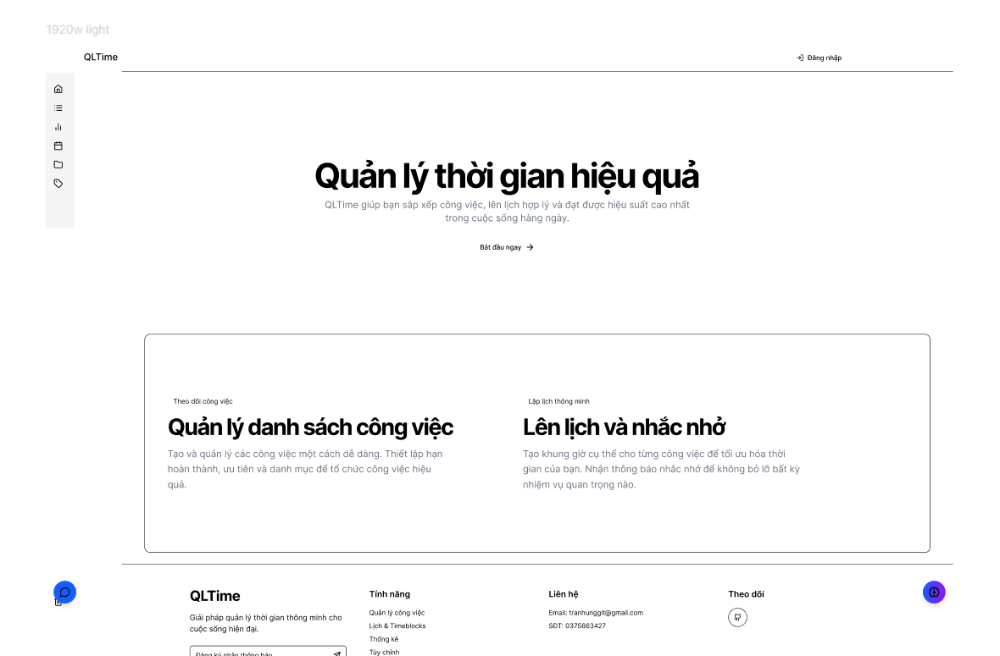 1920w light
QLTime
Đăng nhập
Quản lý thời gian hiệu quả
QLTime giúp bạn sắp xếp công việc, lên lịch hợp lý và đạt được hiệu suất cao nhất
trong cuộc sống hàng ngày.
Bắt đầu ngay
Theo dõi công việc
Quản lý danh sách công việc
Tạo và quản lý các công việc một cách dễ dàng. Thiết lập hạn
hoàn thành, ưu tiên và danh mục để tổ chức công việc hiệu
quả.
Lập lịch thông minh
Lên lịch và nhắc nhở
Tạo khung giờ cụ thể cho từng công việc để tối ưu hóa thời
gian của bạn. Nhận thông báo nhắc nhở để không bỏ lỡ bất kỳ
nhiệm vụ quan trọng nào.
QLTime
Giải pháp quản lý thời gian thông minh cho
cuộc sống hiện đại.
Đăng ký nhận thông báo
Tính năng
Quản lý công việc
Lịch & Timeblocks
Thống kê
Tùy chỉnh
Liên hệ
Email: tranhunggit@gmail.com
SĐT: 0375663427
Theo dõi